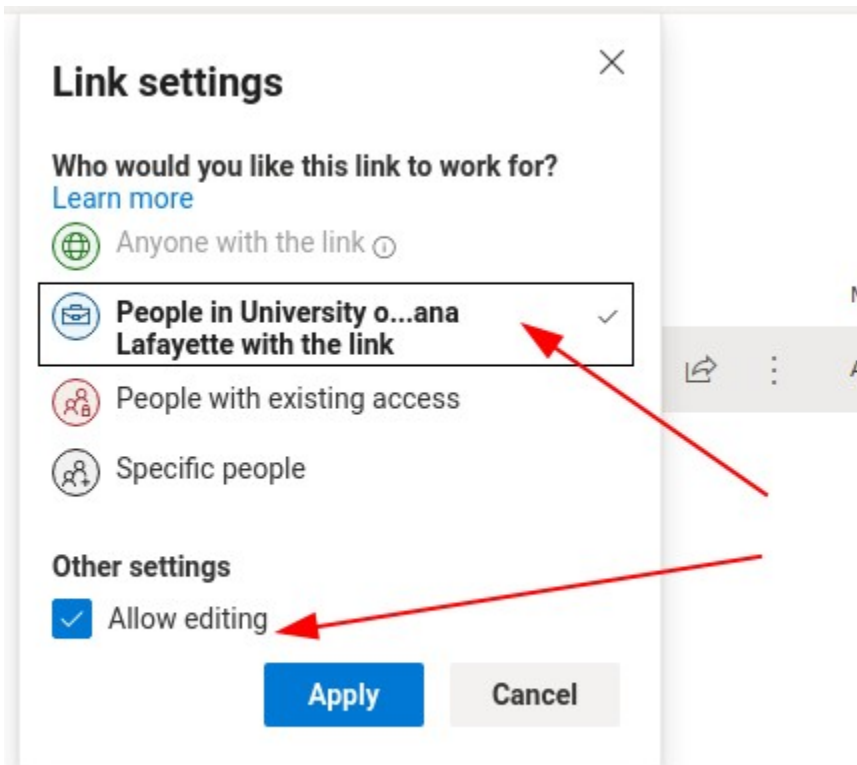 Link settings
Who would you like this link to work for?
Learn more
Anyone with the link
People in University o...ana
Lafayette with the link
People with existing access
Specific people
Other settings
Allow editing
Apply
Cancel